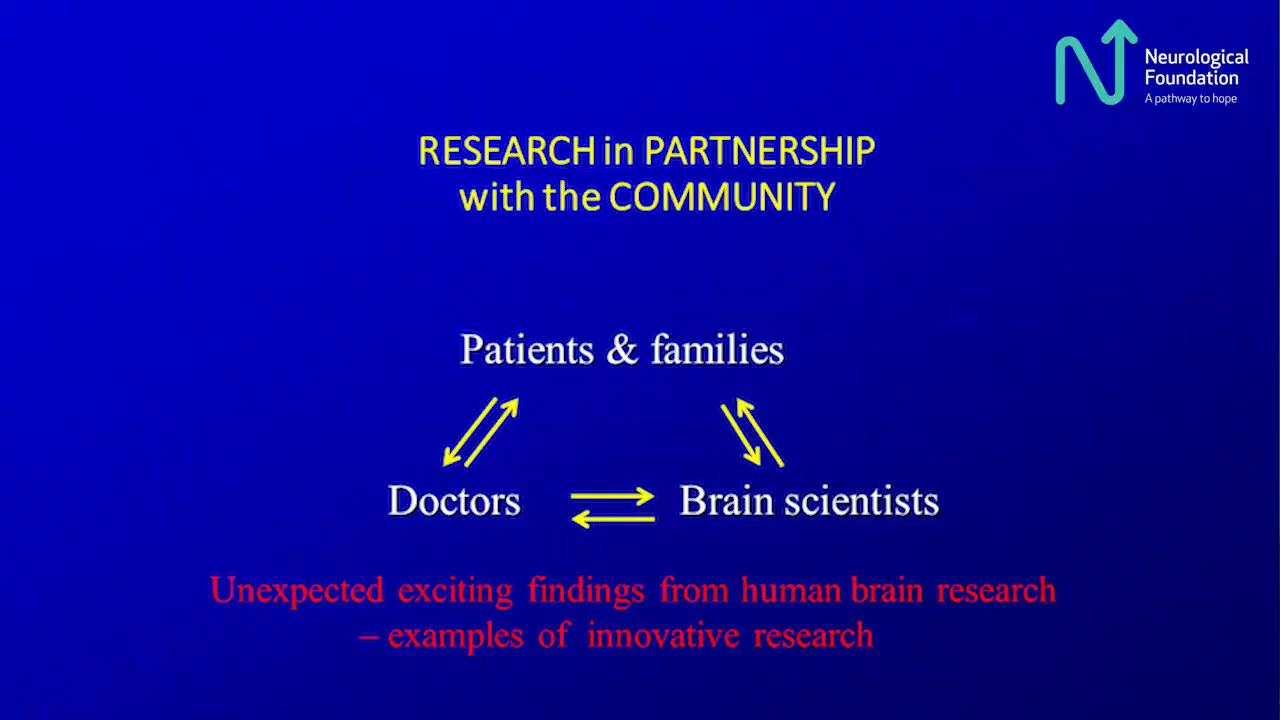 Neurological
Foundation
A pathway to hope
RESEARCH in PARTNERSHIP
with the COMMUNITY
Patients & families
Doctors
Brain scientists
Unexpected exciting findings from human brain research
– examples of innovative research